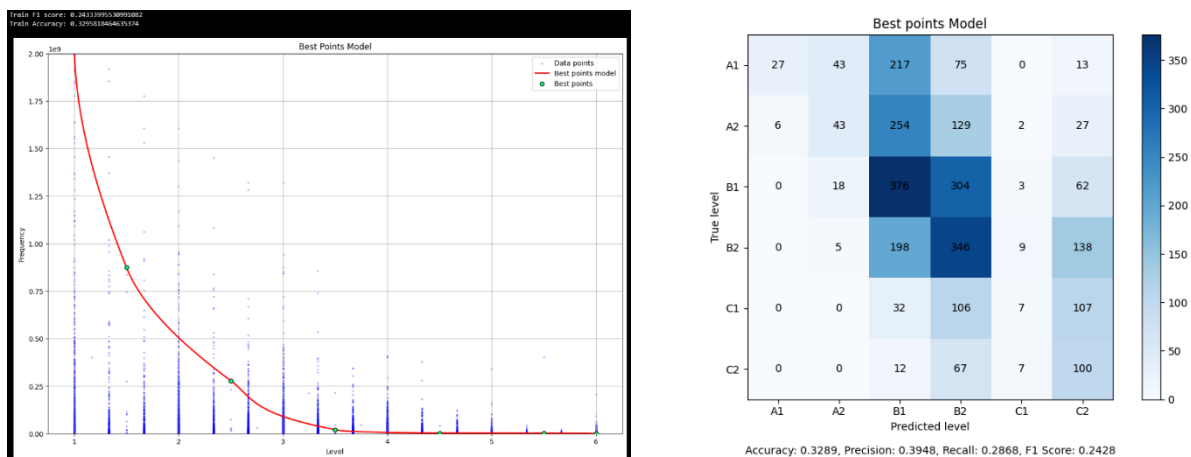 Train F1 score: 0.24333995530991082
Train Accuracy: 0.3295818464635374
Best Points Model
1e9
2.00
1.75
1.50
1.25
1.00
0.75
0.50
0.25
0.00
Frequency
Data points
Best points model
Best points
1 2 3 4 5 6
Level
Best points Model
True level
A1 27 43 217 75 0 13
A2 6 43 254 129 2 27
B1 0 18 376 304 3 62
B2 0 5 198 346 9 138
C1 0 0 32 106 7 107
C2 0 0 12 67 7 100
A1 A2 B1 B2 C1 C2
Predicted level
350
300
250
200
150
100
50
0
Accuracy: 0.3289, Precision: 0.3948, Recall: 0.2868, F1 Score: 0.2428